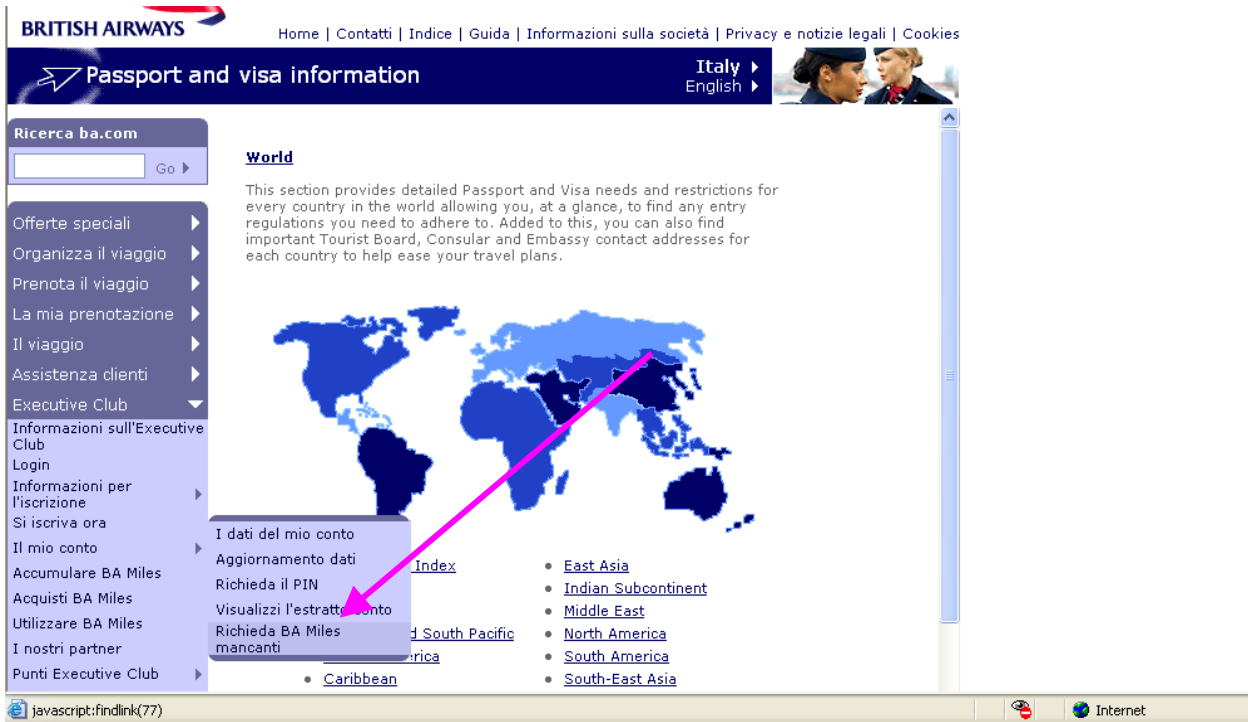 BRITISH AIRWAYS
Home | Contatti | Indice | Guida | Informazioni sulla società | Privacy e notizie legali | Cookies
Passport and visa information
Italy
English
Ricerca ba.com
Go
Offerte speciali
Organizza il viaggio
Prenota il viaggio
La mia prenotazione
Il viaggio
Assistenza clienti
Executive Club
Informazioni sull'Executive
Club
Login
Informazioni per
l'iscrizione
Si iscriva ora
Il mio conto
Accumulare BA Miles
Acquisti BA Miles
Utilizzare BA Miles
I nostri partner
Punti Executive Club
I dati del mio conto
Aggiornamento dati
Richieda il PIN
Visualizzi l'estratto conto
Richieda BA Miles
mancanti
World
This section provides detailed Passport and Visa needs and restrictions for
every country in the world allowing you, at a glance, to find any entry
regulations you need to adhere to. Added to this, you can also find
important Tourist Board, Consular and Embassy contact addresses for
each country to help ease your travel plans.
Index
South Pacific
Caribbean
East Asia
Indian Subcontinent
Middle East
North America
South America
South-East Asia
javascript:findlink(77)
Internet